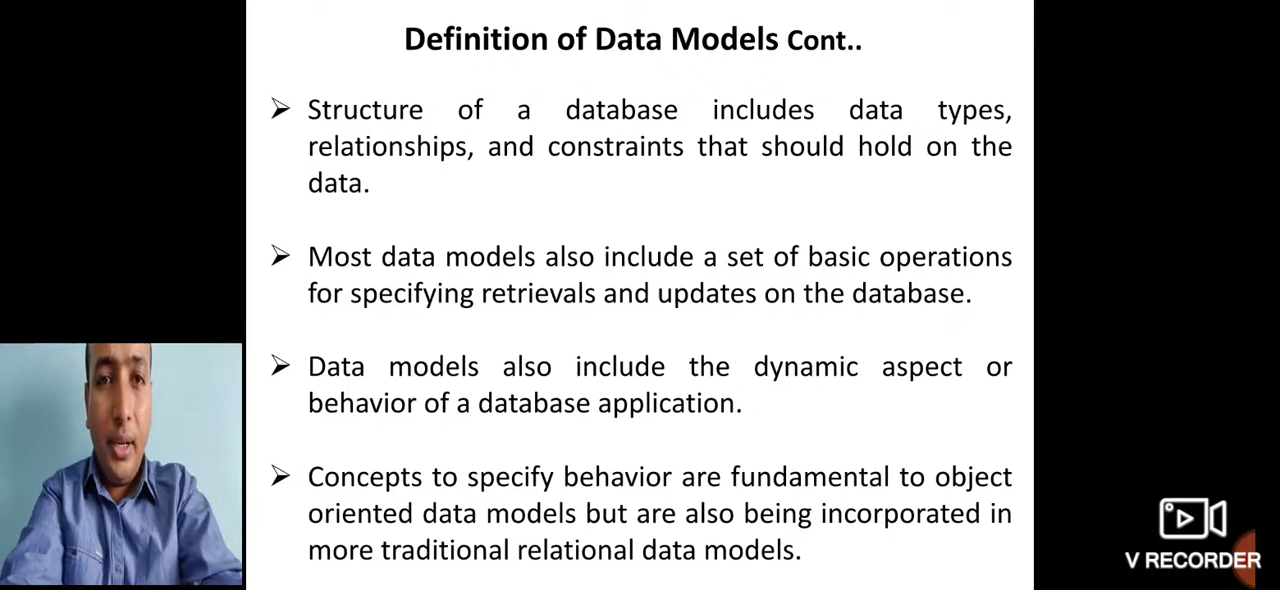 Definition of Data Models Cont..
➢ Structure of a database includes data types,
relationships, and constraints that should hold on the
data.
➢ Most data models also include a set of basic operations
for specifying retrievals and updates on the database.
➢ Data models also include the dynamic aspect or
behavior of a database application.
➢ Concepts to specify behavior are fundamental to object
oriented data models but are also being incorporated in
more traditional relational data models.
V RECORDER